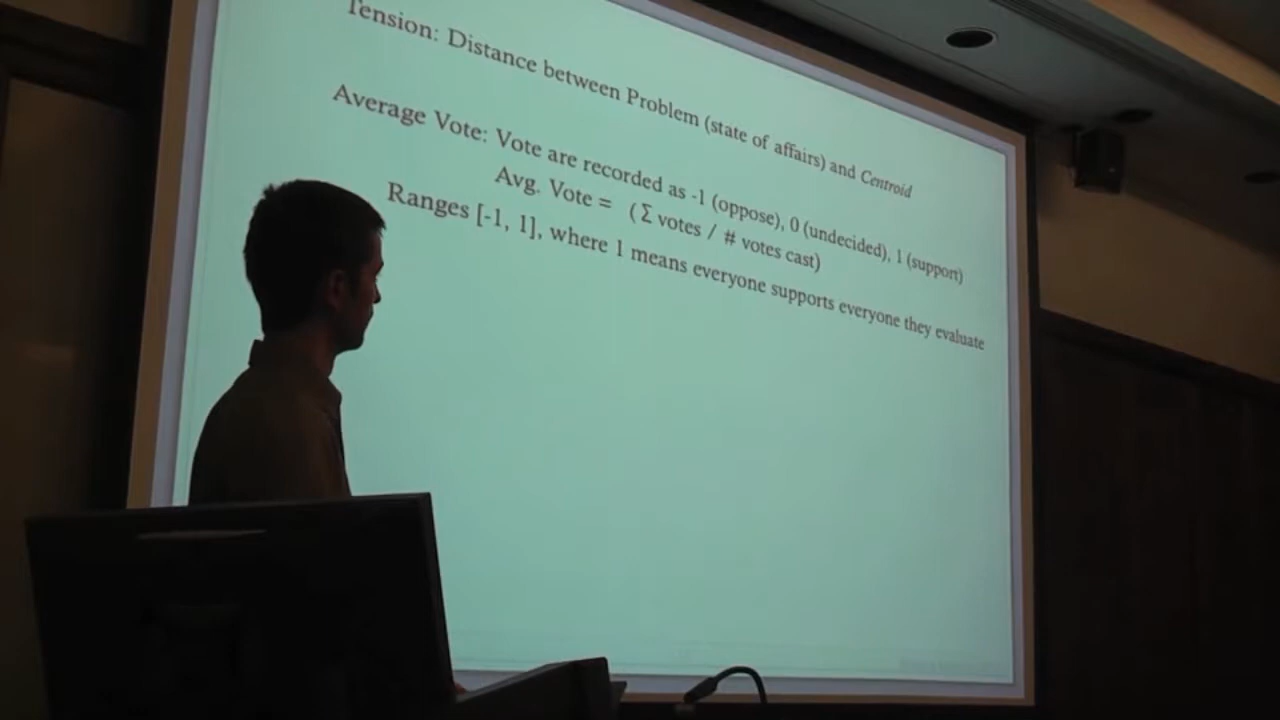 Tension: Distance between Problem (state of affairs) and Centroid
Average Vote: Vote are recorded as -1 (oppose), 0 (undecided), 1 (support)
Avg. Vote = (Σ votes / # votes cast)
Ranges [-1, 1], where 1 means everyone supports everyone they evaluate